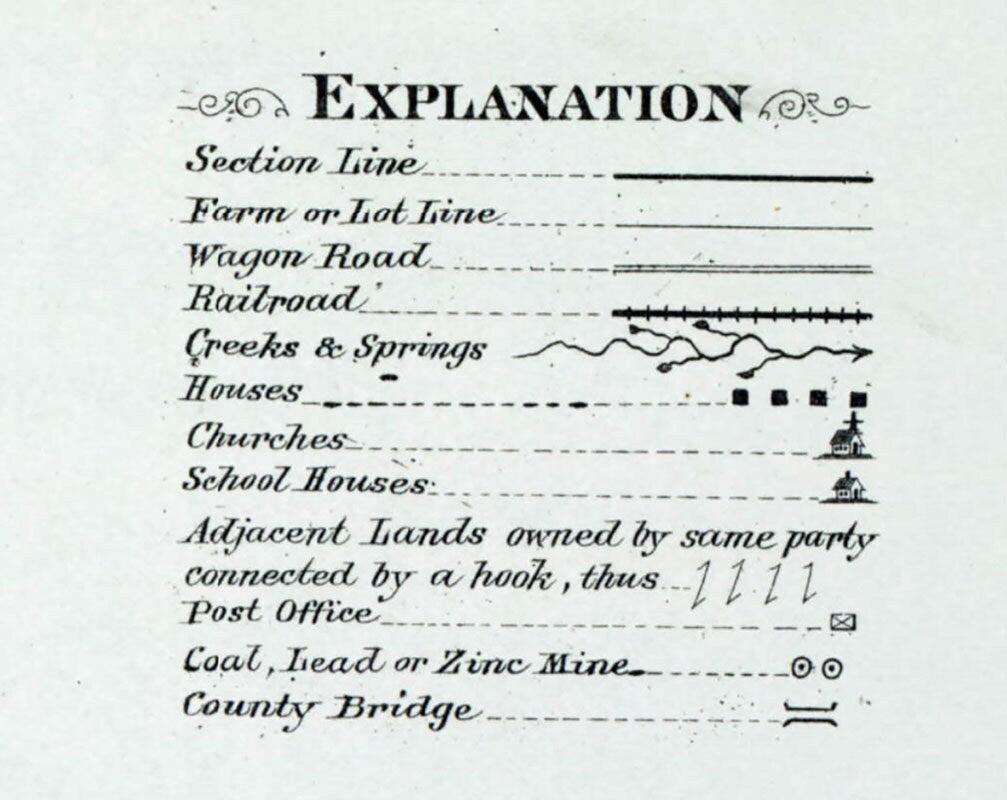 EXPLANATION
Section Line
Farm or Lot Line
Wagon Road
Railroad
Creeks & Springs
Houses
Churches
School Houses
Adjacent Lands owned by same party
connected by a hook, thus
Post Office
Coal, Lead or Zinc Mine
County Bridge